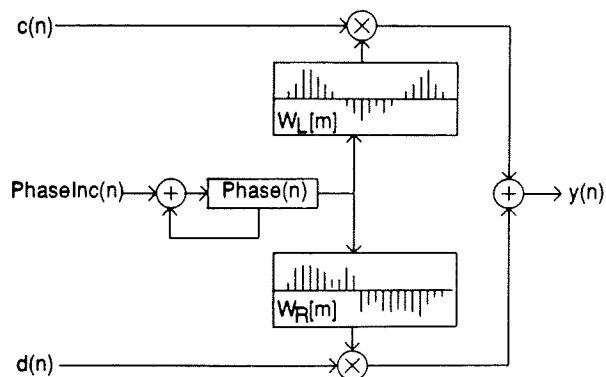 c(n)
×
W_L[m]
PhaseInc(n)
+
Phase(n)
+
y(n)
W_R[m]
d(n)
×